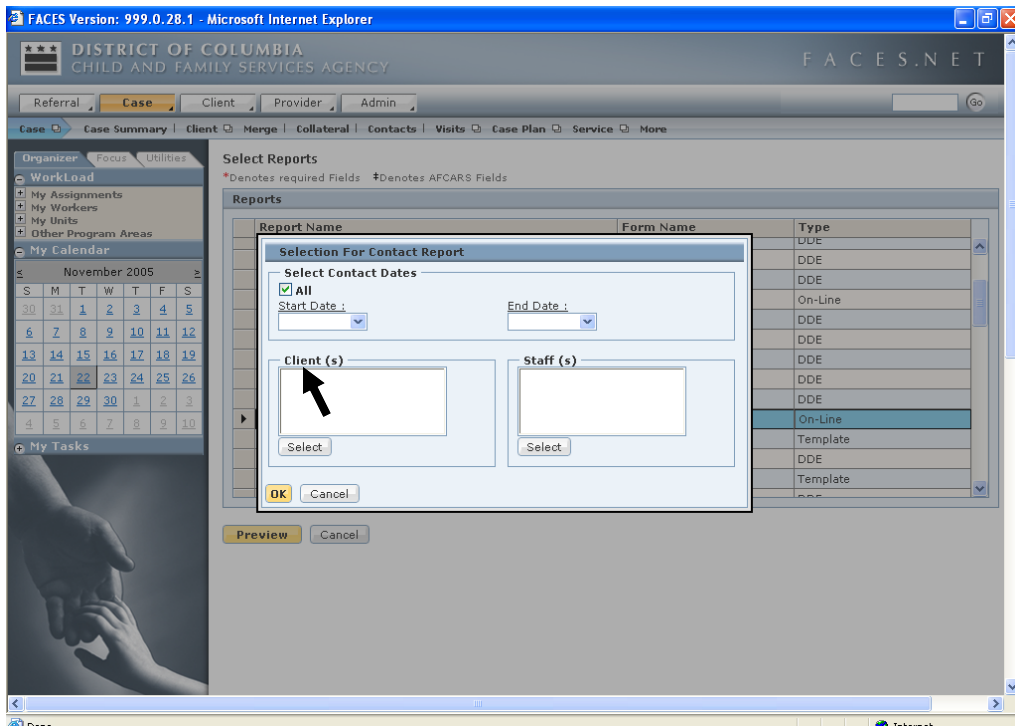 FACES Version: 999.0.28.1 - Microsoft Internet Explorer
DISTRICT OF COLUMBIA
CHILD AND FAMILY SERVICES AGENCY
FACES.NET
Referral Case Client Provider Admin Go
Case Case Summary Client Merge Collateral Contacts Visits Case Plan Service More
Organizer Focus Utilities
WorkLoad
My Assignments
My Workers
My Units
Other Program Areas
My Calendar
≤ November 2005 ≥
S M T W T F S
30 31 1 2 3 4 5
6 7 8 9 10 11 12
13 14 15 16 17 18 19
20 21 22 23 24 25 26
27 28 29 30 1 2 3
4 5 6 7 8 9 10
My Tasks
Select Reports
*Denotes required Fields ‡Denotes AFCARS Fields
Reports
Report Name Form Name Type
DDE
DDE
DDE
On-Line
DDE
DDE
DDE
DDE
DDE
On-Line
Template
DDE
Template
DDE
Selection For Contact Report
Select Contact Dates
All
Start Date : End Date :
Client (s) Staff (s)
Select Select
OK Cancel
Preview Cancel
Done Internet